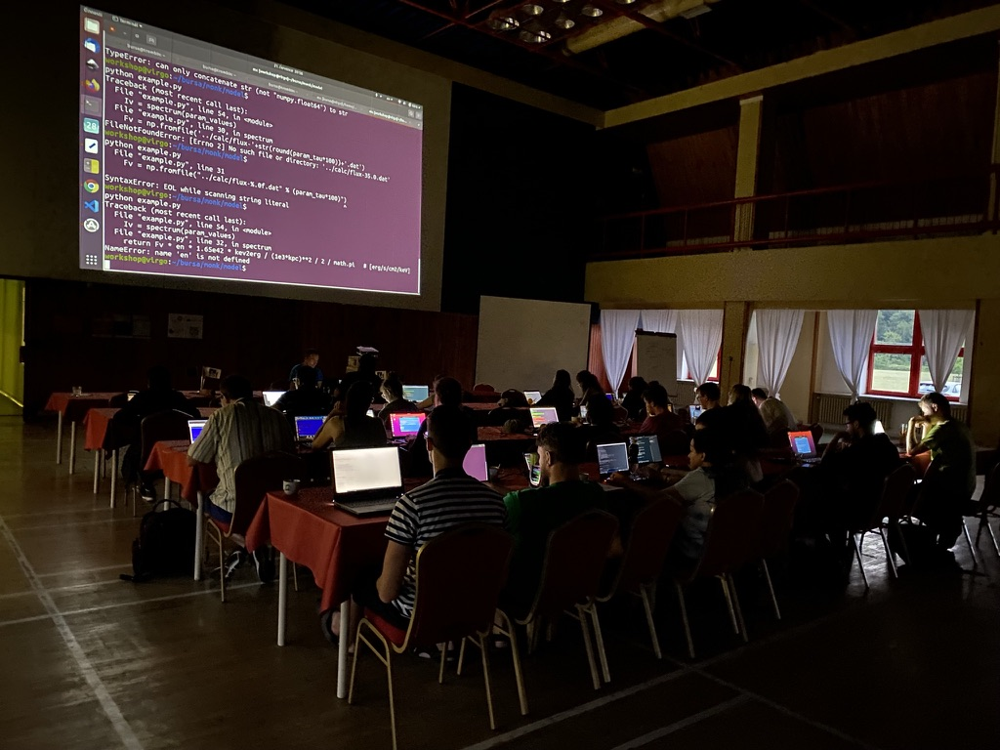 TypeError: can only concatenate str (not "numpy.float64") to str
workshop@virgo:~/bursa/monk/model$
python example.py
Traceback (most recent call last):
File "example.py", line 54, in <module>
Iv = spectrum(param_values)
File "example.py", line 30, in spectrum
Fv = np.fromfile('../calc/flux-'+str(round(param_tau*100))+'.dat')
FileNotFoundError: [Errno 2] No such file or directory: '../calc/flux-35.0.dat'
workshop@virgo:~/bursa/monk/model$
python example.py
File "example.py", line 31
Fv = np.fromfile("../calc/flux-%.0f.dat" % (param_tau*100")
^
SyntaxError: EOL while scanning string literal
workshop@virgo:~/bursa/monk/model$
python example.py
Traceback (most recent call last):
File "example.py", line 54, in <module>
Iv = spectrum(param_values)
File "example.py", line 32, in spectrum
return Fv * en * 1.65e42 * kev2erg / (1e3*kpc)**2 / 2 / math.pi # [erg/s/cm2/keV]
NameError: name 'en' is not defined
workshop@virgo:~/bursa/monk/model$